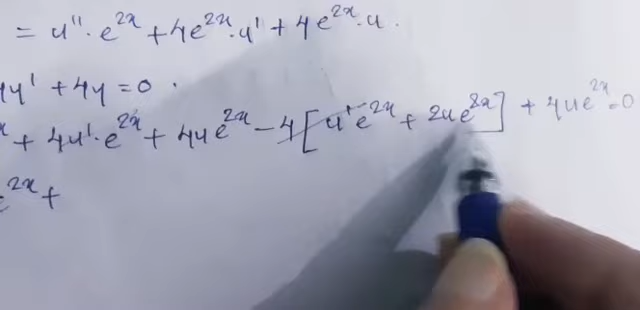 = u''·e^{2x} + 4e^{2x}·u' + 4e^{2x}·u.
4y' + 4y = 0.
+ 4u'·e^{2x} + 4ue^{2x} - 4[u'e^{2x} + 2ue^{2x}] + 4ue^{2x} = 0
e^{2x} +